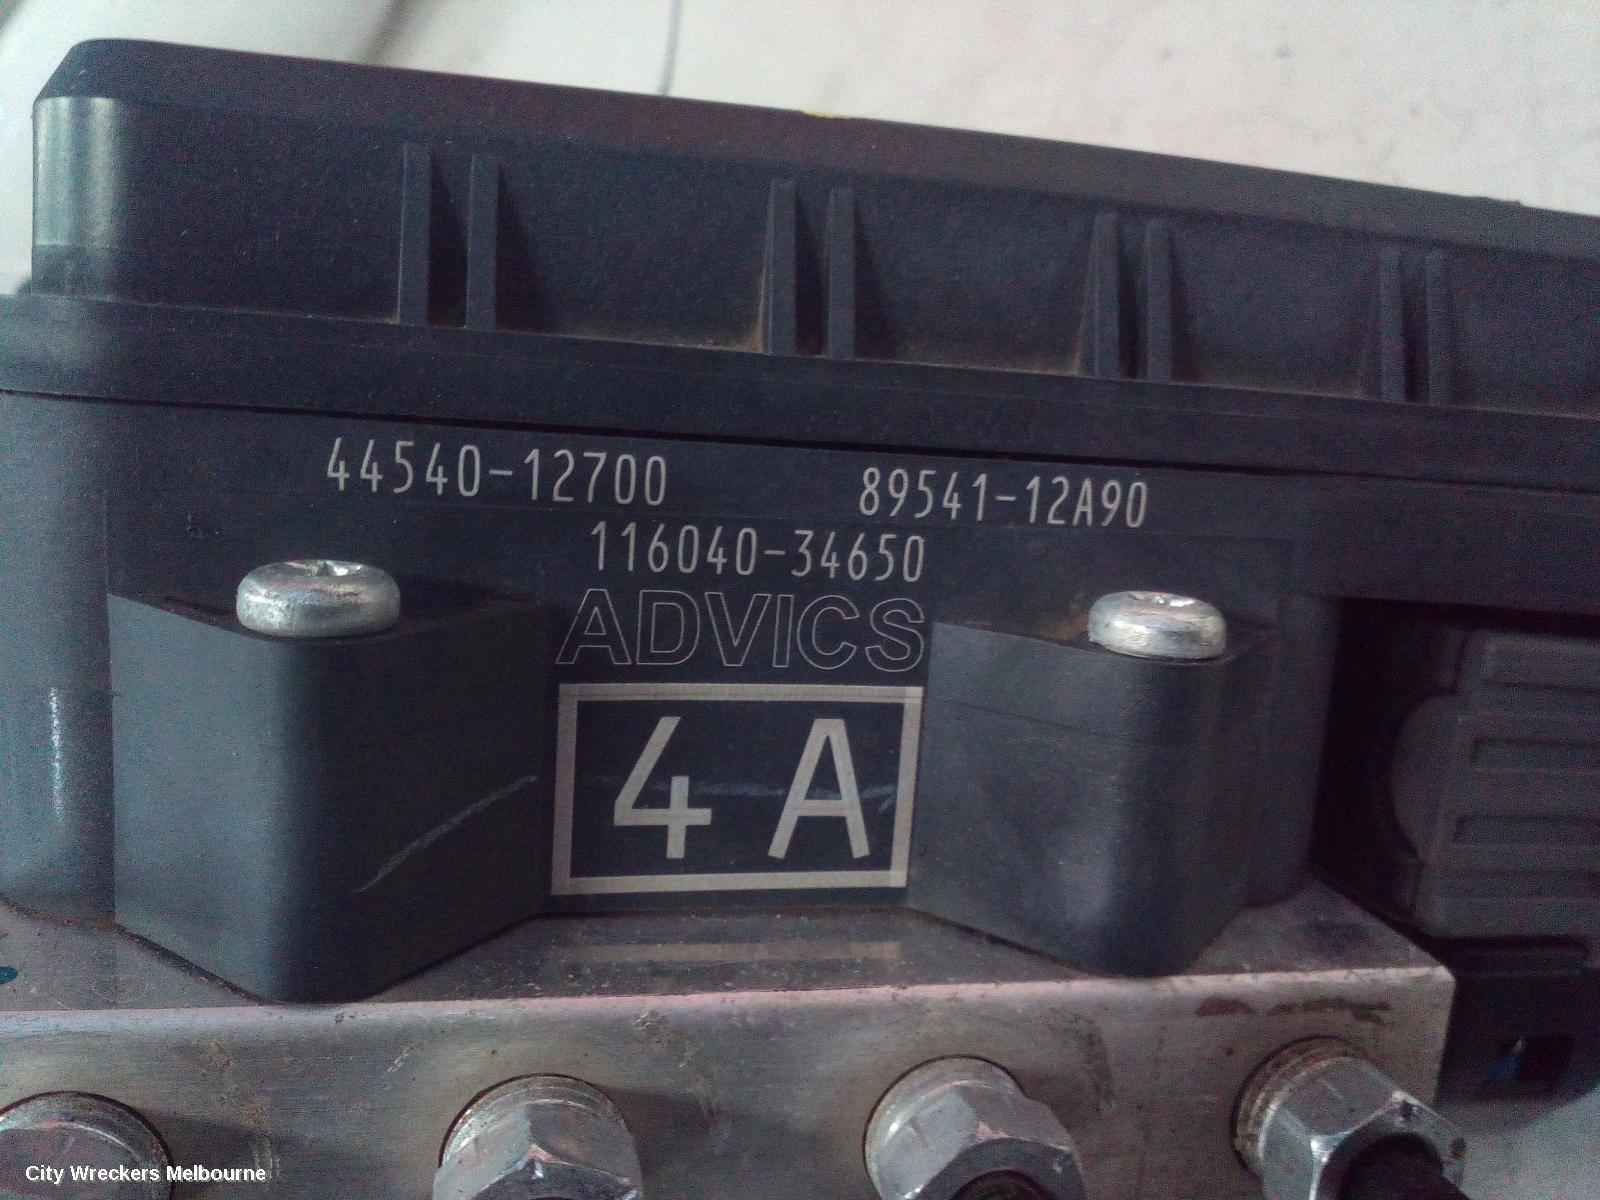 44540-12700 89541-12A90
116040-34650
ADVICS
4 A
City Wreckers Melbourne